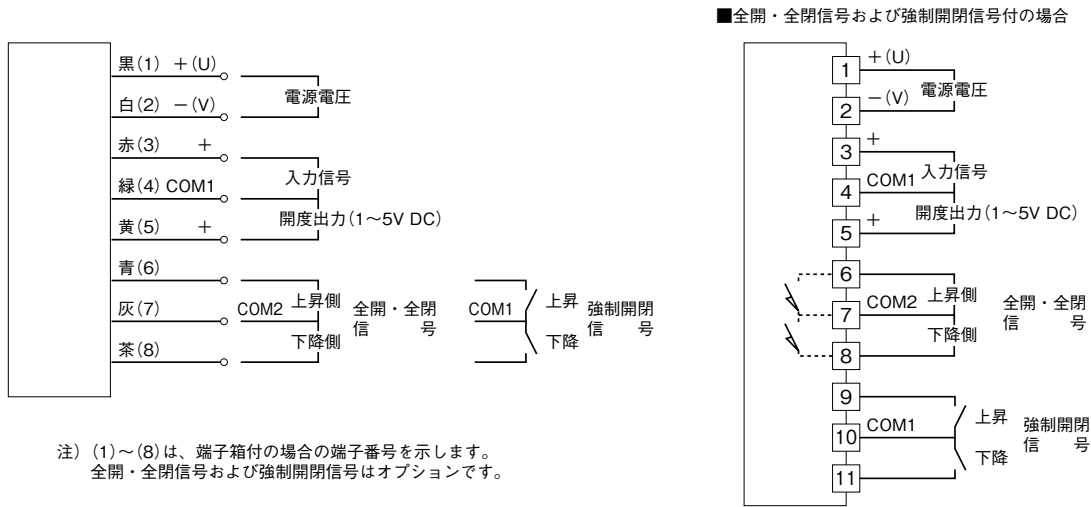 ■全開・全閉信号および強制開閉信号付の場合
黒(1) +(U)
電源電圧
白(2) −(V)
赤(3) +
入力信号
緑(4) COM1
開度出力(1〜5V DC)
黄(5) +
青(6)
上昇側
灰(7) COM2 全開・全閉信号
下降側
茶(8)
COM1 上昇 強制開閉信号
下降
注)(1)〜(8)は、端子箱付の場合の端子番号を示します。
全開・全閉信号および強制開閉信号はオプションです。
1 +(U)
電源電圧
2 −(V)
3 +
入力信号
4 COM1
開度出力(1〜5V DC)
5 +
6
上昇側
7 COM2 全開・全閉信号
下降側
8
9
上昇
10 COM1 強制開閉信号
下降
11